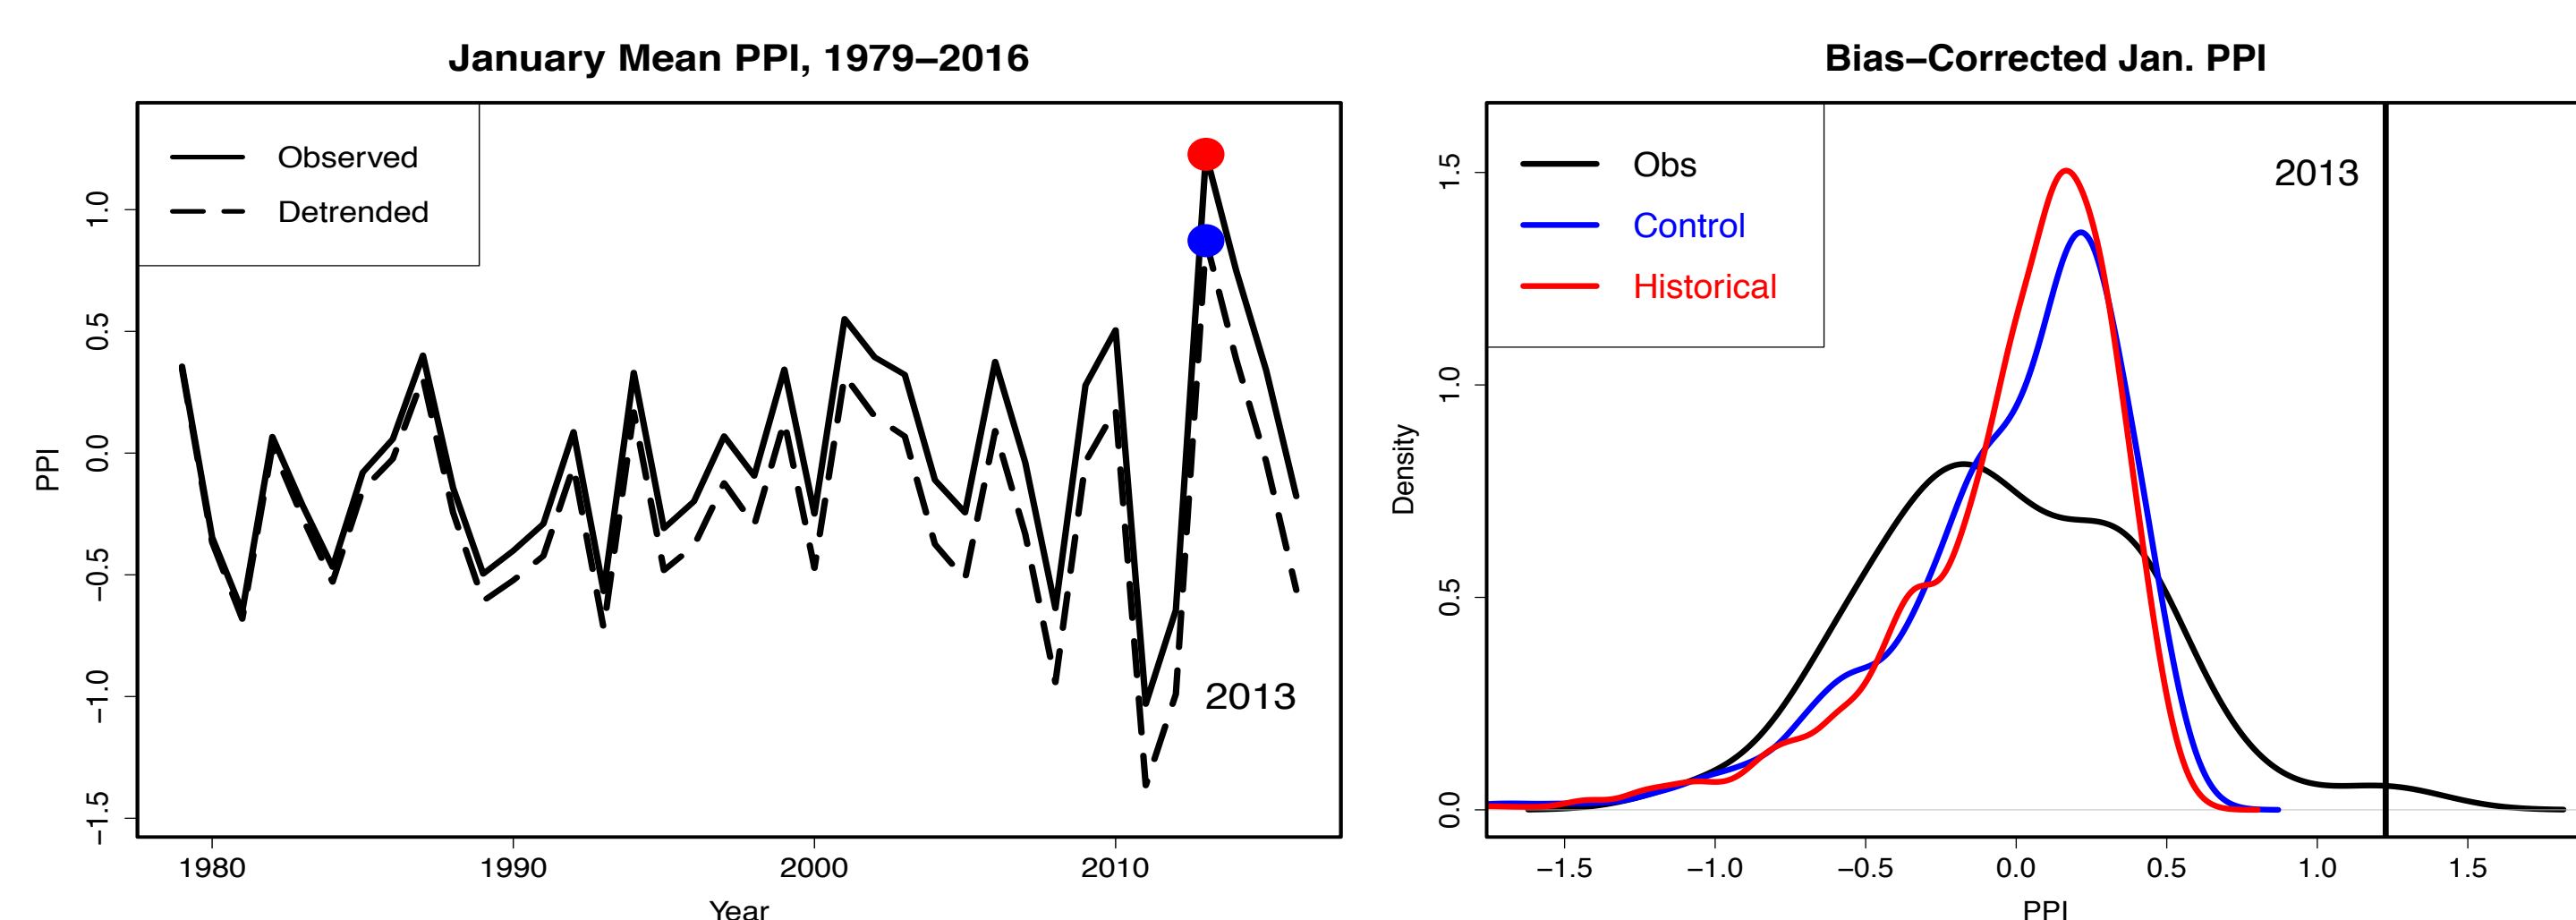 January Mean PPI, 1979–2016
Observed
Detrended
PPI
1.0
0.5
0.0
−0.5
−1.0
−1.5
2013
1980
1990
2000
2010
Year
Bias–Corrected Jan. PPI
Obs
Control
Historical
2013
Density
1.5
1.0
0.5
0.0
−1.5
−1.0
−0.5
0.0
0.5
1.0
1.5
PPI